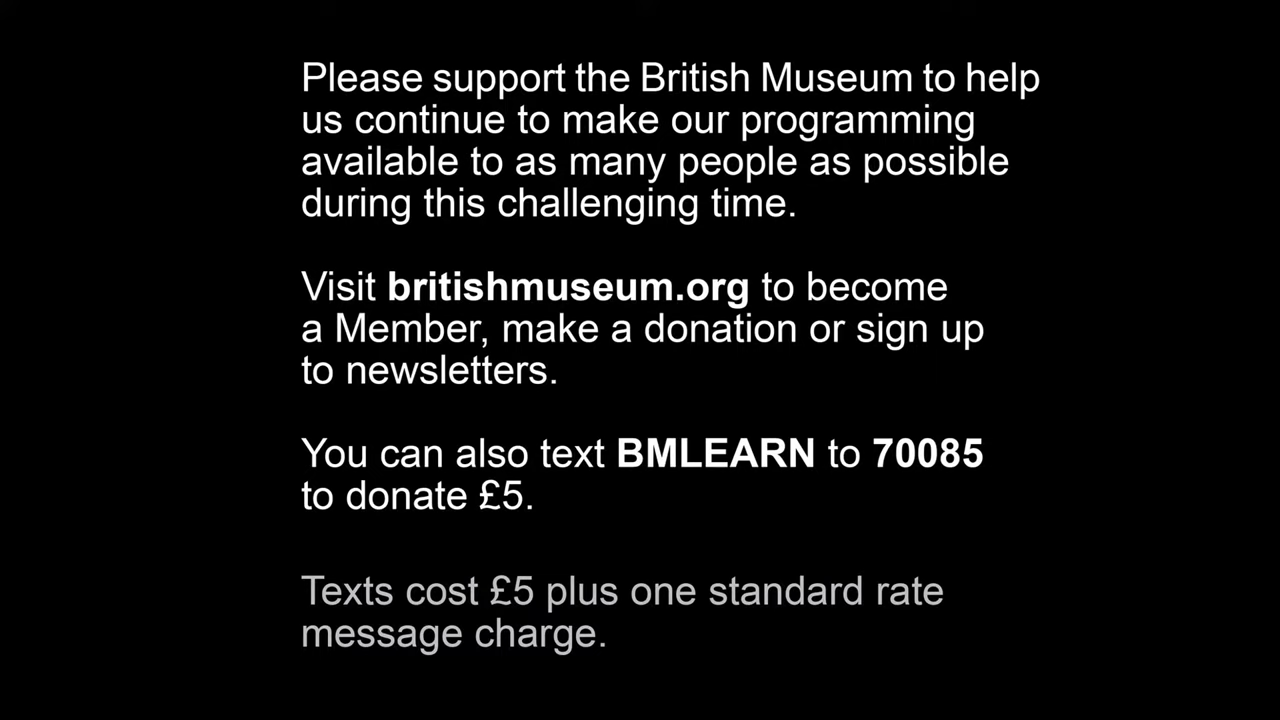 Please support the British Museum to help
us continue to make our programming
available to as many people as possible
during this challenging time.
Visit britishmuseum.org to become
a Member, make a donation or sign up
to newsletters.
You can also text BMLEARN to 70085
to donate £5.
Texts cost £5 plus one standard rate
message charge.